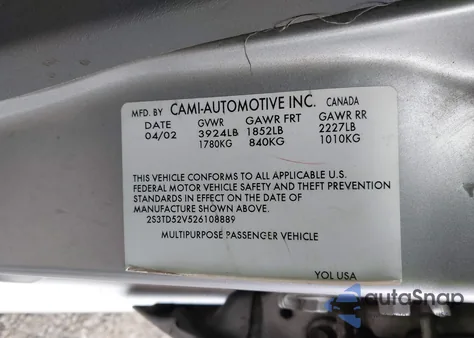 MFD. BY CAMI-AUTOMOTIVE INC. CANADA
DATE GVWR GAWR FRT GAWR RR
04/02 3924LB 1852LB 2227LB
1780KG 840KG 1010KG
THIS VEHICLE CONFORMS TO ALL APPLICABLE U.S.
FEDERAL MOTOR VEHICLE SAFETY AND THEFT PREVENTION
STANDARDS IN EFFECT ON THE DATE OF
MANUFACTURE SHOWN ABOVE.
2S3TD52V526108889
MULTIPURPOSE PASSENGER VEHICLE
YOL USA
autoSnap